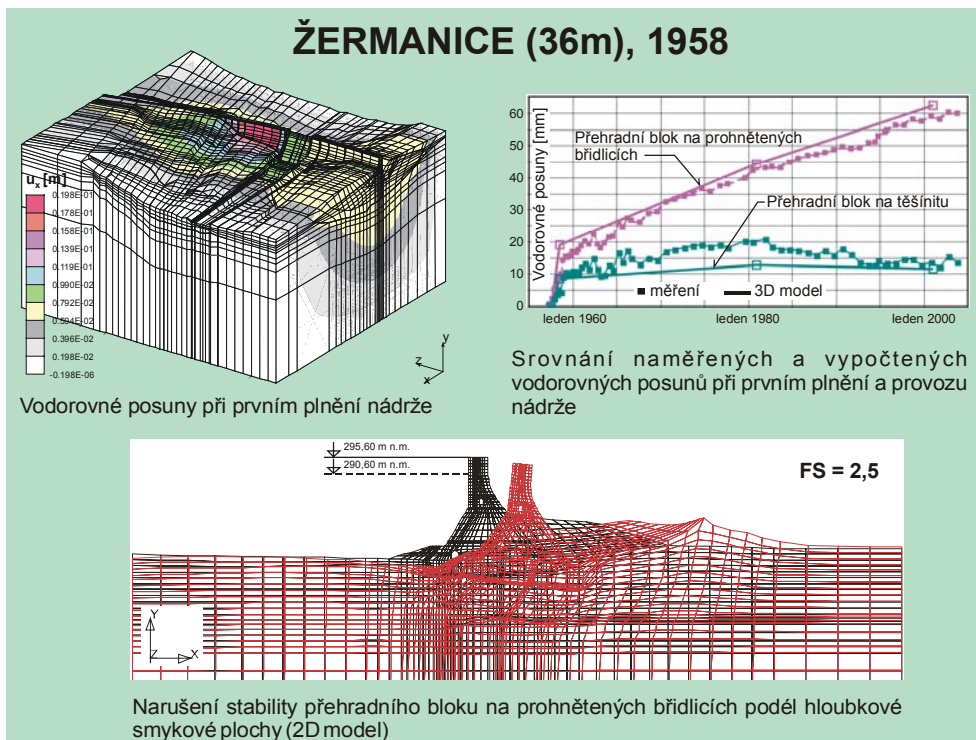 ŽERMANICE (36m), 1958
u_x [m]
0.198E-01
0.178E-01
0.158E-01
0.139E-01
0.119E-01
0.990E-02
0.792E-02
0.594E-02
0.396E-02
0.198E-02
-0.198E-06
y
z
x
Vodorovné posuny při prvním plnění nádrže
Vodorovné posuny [mm]
60
50
40
30
20
10
0
Přehradní blok na prohnětených
břidlicích
Přehradní blok na těšínitu
měření
3D model
leden 1960
leden 1980
leden 2000
Srovnání naměřených a vypočtených
vodorovných posunů při prvním plnění a provozu
nádrže
295,60 m n.m.
290,60 m n.m.
FS = 2,5
Y
Z
X
Narušení stability přehradního bloku na prohnětených břidlicích podél hloubkové
smykové plochy (2D model)